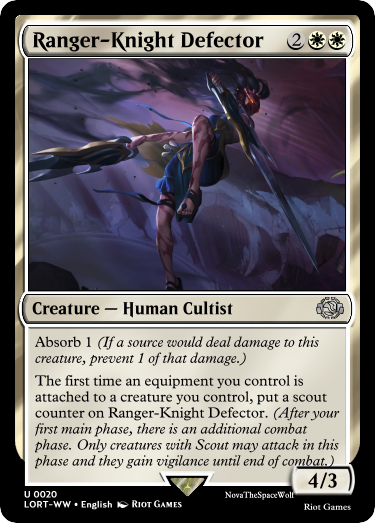 Ranger-Knight Defector 2
Creature — Human Cultist
Absorb 1 (If a source would deal damage to this
creature, prevent 1 of that damage.)
The first time an equipment you control is
attached to a creature you control, put a scout
counter on Ranger-Knight Defector. (After your
first main phase, there is an additional combat
phase. Only creatures with Scout may attack in
this phase and they gain vigilance until end of combat.)
4/3
U 0020
LORT-WW • English Riot Games
NovaTheSpaceWolf
Riot Games